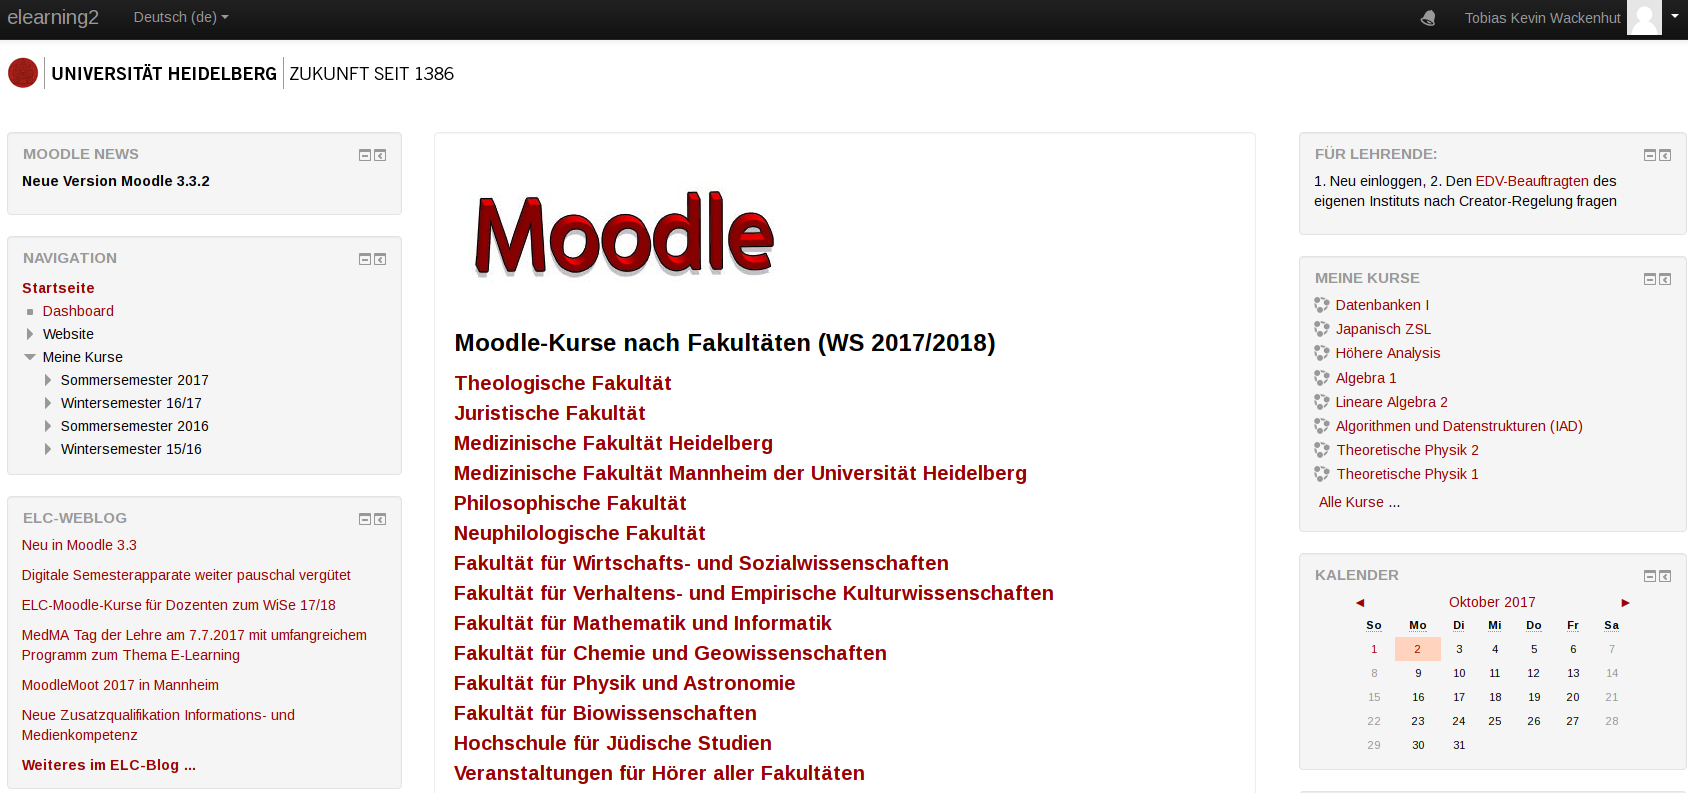 elearning2
Deutsch (de)
Tobias Kevin Wackenhut
UNIVERSITÄT HEIDELBERG
ZUKUNFT SEIT 1386
MOODLE NEWS
Neue Version Moodle 3.3.2
NAVIGATION
Startseite
Dashboard
Website
Meine Kurse
Sommersemester 2017
Wintersemester 16/17
Sommersemester 2016
Wintersemester 15/16
ELC-WEBLOG
Neu in Moodle 3.3
Digitale Semesterapparate weiter pauschal vergütet
ELC-Moodle-Kurse für Dozenten zum WiSe 17/18
MedMA Tag der Lehre am 7.7.2017 mit umfangreichem
Programm zum Thema E-Learning
MoodleMoot 2017 in Mannheim
Neue Zusatzqualifikation Informations- und
Medienkompetenz
Weiteres im ELC-Blog ...
Moodle
Moodle-Kurse nach Fakultäten (WS 2017/2018)
Theologische Fakultät
Juristische Fakultät
Medizinische Fakultät Heidelberg
Medizinische Fakultät Mannheim der Universität Heidelberg
Philosophische Fakultät
Neuphilologische Fakultät
Fakultät für Wirtschafts- und Sozialwissenschaften
Fakultät für Verhaltens- und Empirische Kulturwissenschaften
Fakultät für Mathematik und Informatik
Fakultät für Chemie und Geowissenschaften
Fakultät für Physik und Astronomie
Fakultät für Biowissenschaften
Hochschule für Jüdische Studien
Veranstaltungen für Hörer aller Fakultäten
FÜR LEHRENDE:
1. Neu einloggen, 2. Den EDV-Beauftragten des
eigenen Instituts nach Creator-Regelung fragen
MEINE KURSE
Datenbanken I
Japanisch ZSL
Höhere Analysis
Algebra 1
Lineare Algebra 2
Algorithmen und Datenstrukturen (IAD)
Theoretische Physik 2
Theoretische Physik 1
Alle Kurse ...
KALENDER
◄ Oktober 2017 ►
So Mo Di Mi Do Fr Sa
1 2 3 4 5 6 7
8 9 10 11 12 13 14
15 16 17 18 19 20 21
22 23 24 25 26 27 28
29 30 31